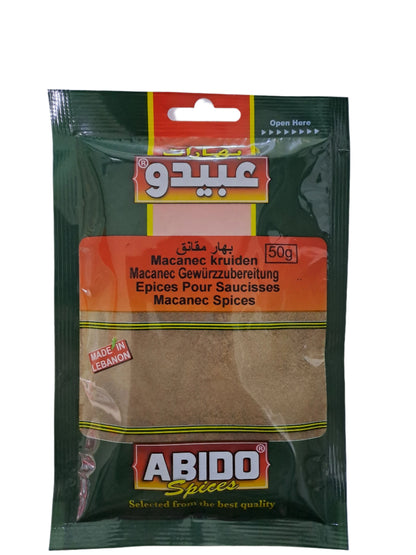 Open Here
بهارات
عبيدو®
بهار مقانق
Macanec kruiden
50g
Macanec Gewürzzubereitung
Epices Pour Saucisses
Macanec Spices
MADE IN
LEBANON
ABIDO®
Spices
Selected from the best quality